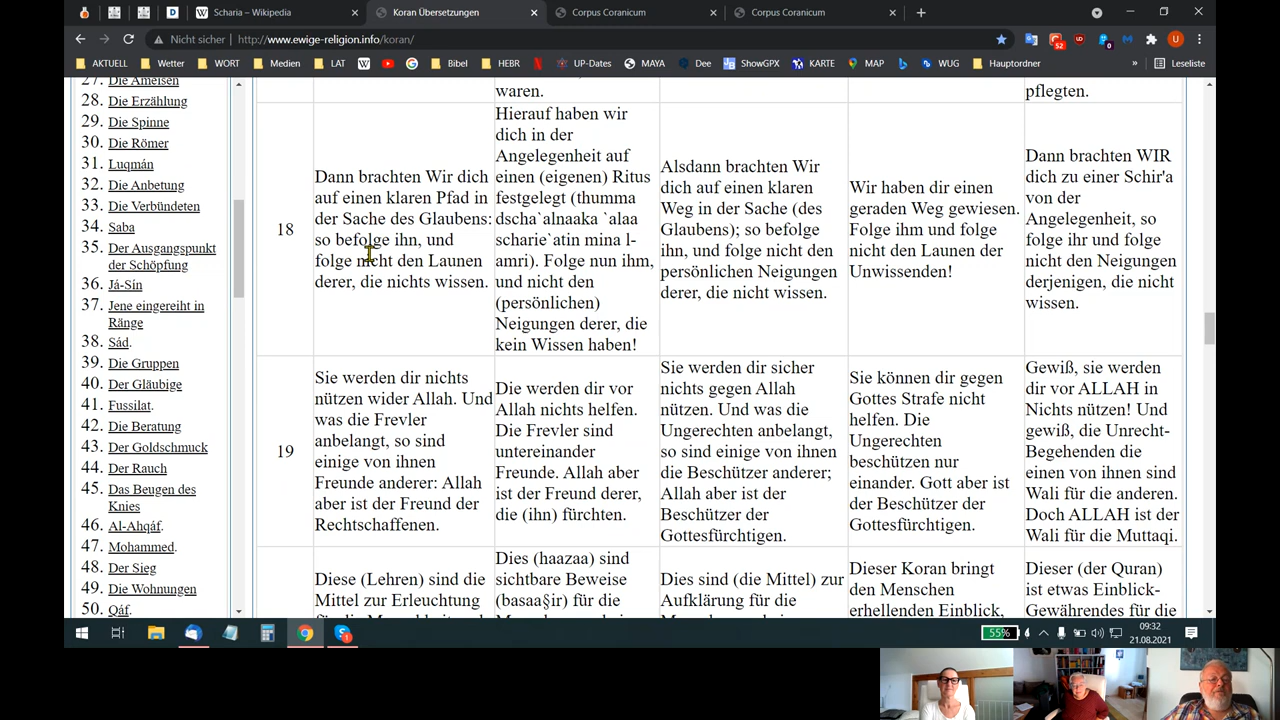 Scharia – Wikipedia
Koran Übersetzungen
Corpus Coranicum
Corpus Coranicum
Nicht sicher
http://www.ewige-religion.info/koran/
52
0
U
AKTUELL
Wetter
WORT
Medien
LAT
Bibel
HEBR
UP-Dates
MAYA
Dee
ShowGPX
KARTE
MAP
WUG
Hauptordner
»
Leseliste
27. Die Ameisen
28. Die Erzählung
29. Die Spinne
30. Die Römer
31. Luqmán
32. Die Anbetung
33. Die Verbündeten
34. Saba
35. Der Ausgangspunkt
der Schöpfung
36. Já-Sín
37. Jene eingereiht in
Ränge
38. Sád.
39. Die Gruppen
40. Der Gläubige
41. Fussilat.
42. Die Beratung
43. Der Goldschmuck
44. Der Rauch
45. Das Beugen des
Knies
46. Al-Ahqáf.
47. Mohammed.
48. Der Sieg
49. Die Wohnungen
50. Qáf.
waren.
pflegten.
18
Dann brachten Wir dich
auf einen klaren Pfad in
der Sache des Glaubens:
so befolge ihn, und
folge nicht den Launen
derer, die nichts wissen.
Hierauf haben wir
dich in der
Angelegenheit auf
einen (eigenen) Ritus
festgelegt (thumma
dscha`alnaaka `alaa
scharie`atin mina l-
amri). Folge nun ihm,
und nicht den
(persönlichen)
Neigungen derer, die
kein Wissen haben!
Alsdann brachten Wir
dich auf einen klaren
Weg in der Sache (des
Glaubens); so befolge
ihn, und folge nicht den
persönlichen Neigungen
derer, die nicht wissen.
Wir haben dir einen
geraden Weg gewiesen.
Folge ihm und folge
nicht den Launen der
Unwissenden!
Dann brachten WIR
dich zu einer Schir'a
von der
Angelegenheit, so
folge ihr und folge
nicht den Neigungen
derjenigen, die nicht
wissen.
19
Sie werden dir nichts
nützen wider Allah. Und
was die Frevler
anbelangt, so sind
einige von ihnen
Freunde anderer: Allah
aber ist der Freund der
Rechtschaffenen.
Die werden dir vor
Allah nichts helfen.
Die Frevler sind
untereinander
Freunde. Allah aber
ist der Freund derer,
die (ihn) fürchten.
Sie werden dir sicher
nichts gegen Allah
nützen. Und was die
Ungerechten anbelangt,
so sind einige von ihnen
die Beschützer anderer;
Allah aber ist der
Beschützer der
Gottesfürchtigen.
Sie können dir gegen
Gottes Strafe nicht
helfen. Die
Ungerechten
beschützen nur
einander. Gott aber ist
der Beschützer der
Gottesfürchtigen.
Gewiß, sie werden
dir vor ALLAH in
Nichts nützen! Und
gewiß, die Unrecht-
Begehenden die
einen von ihnen sind
Wali für die anderen.
Doch ALLAH ist der
Wali für die Muttaqi.
Diese (Lehren) sind die
Mittel zur Erleuchtung
Dies (haazaa) sind
sichtbare Beweise
(basaa§ir) für die
Dies sind (die Mittel) zur
Aufklärung für die
Dieser Koran bringt
den Menschen
erhellenden Einblick,
Dieser (der Quran)
ist etwas Einblick-
Gewährendes für die
55%
09:32
21.08.2021